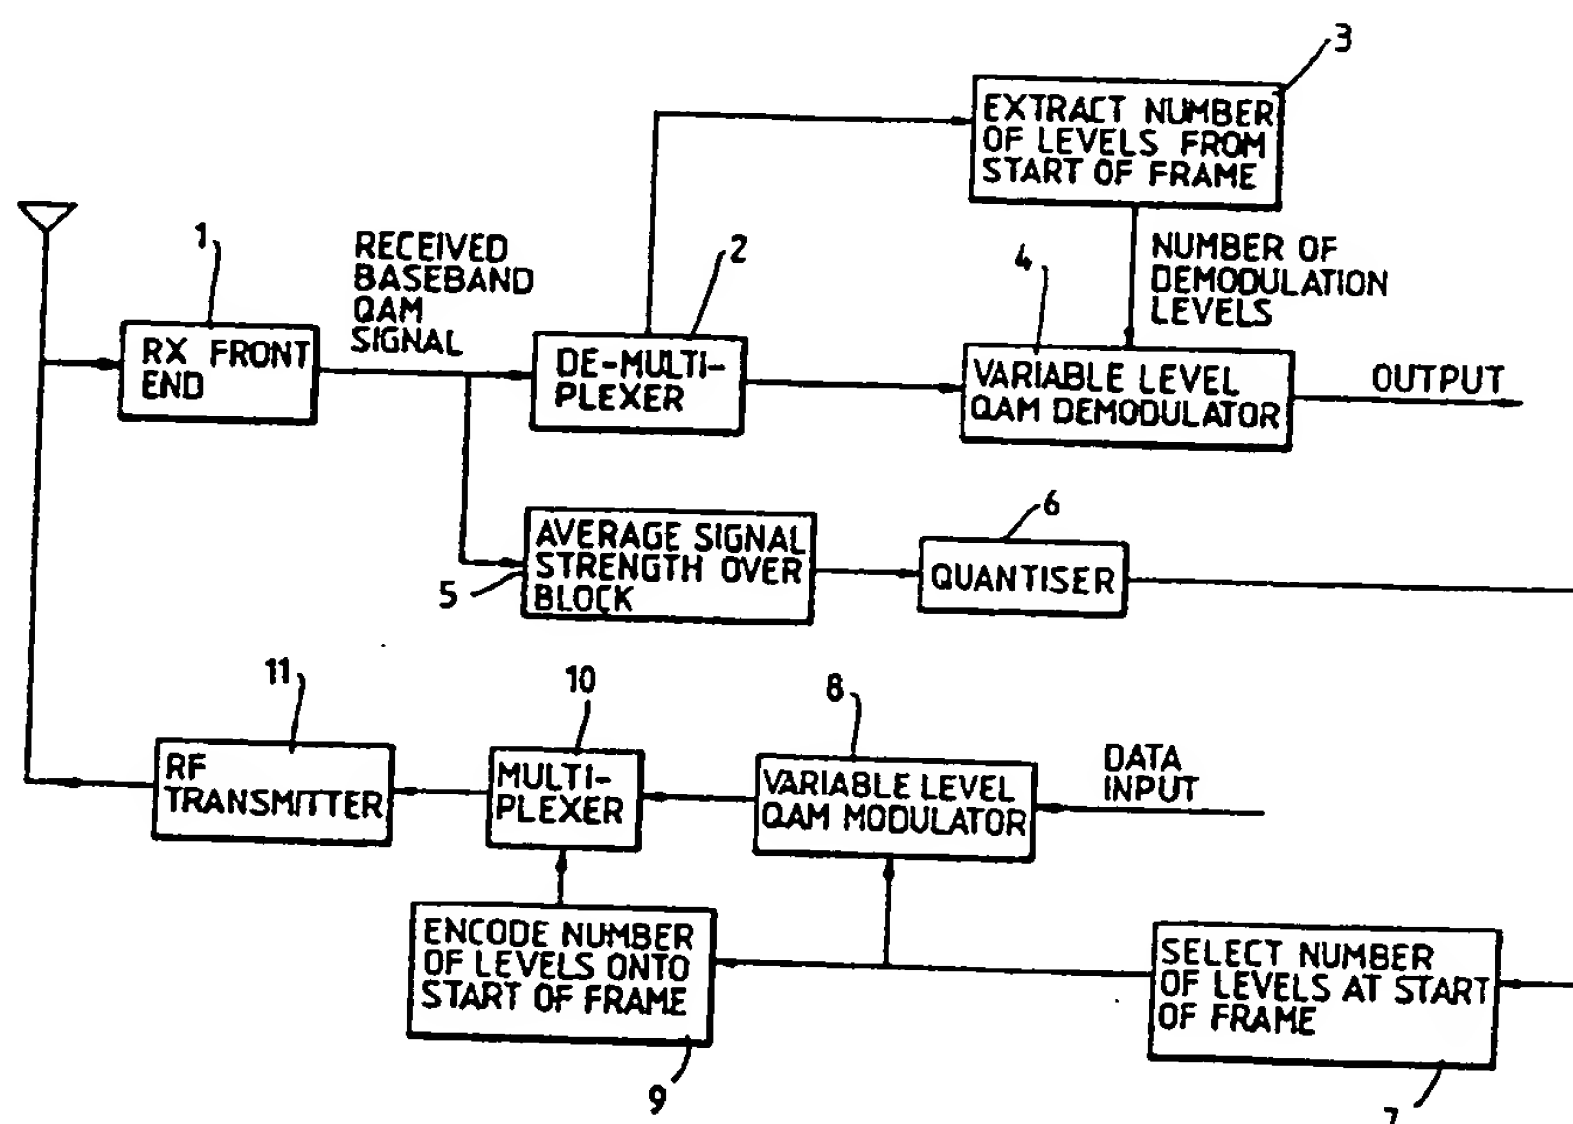 3
EXTRACT NUMBER
OF LEVELS FROM
START OF FRAME
1
RECEIVED
BASEBAND
QAM
SIGNAL
2
4
NUMBER OF
DEMODULATION
LEVELS
RX FRONT
END
DE-MULTI-
PLEXER
VARIABLE LEVEL
QAM DEMODULATOR
OUTPUT
5
AVERAGE SIGNAL
STRENGTH OVER
BLOCK
6
QUANTISER
11
RF
TRANSMITTER
10
MULTI-
PLEXER
8
VARIABLE LEVEL
QAM MODULATOR
DATA
INPUT
ENCODE NUMBER
OF LEVELS ONTO
START OF FRAME
9
SELECT NUMBER
OF LEVELS AT START
OF FRAME
7